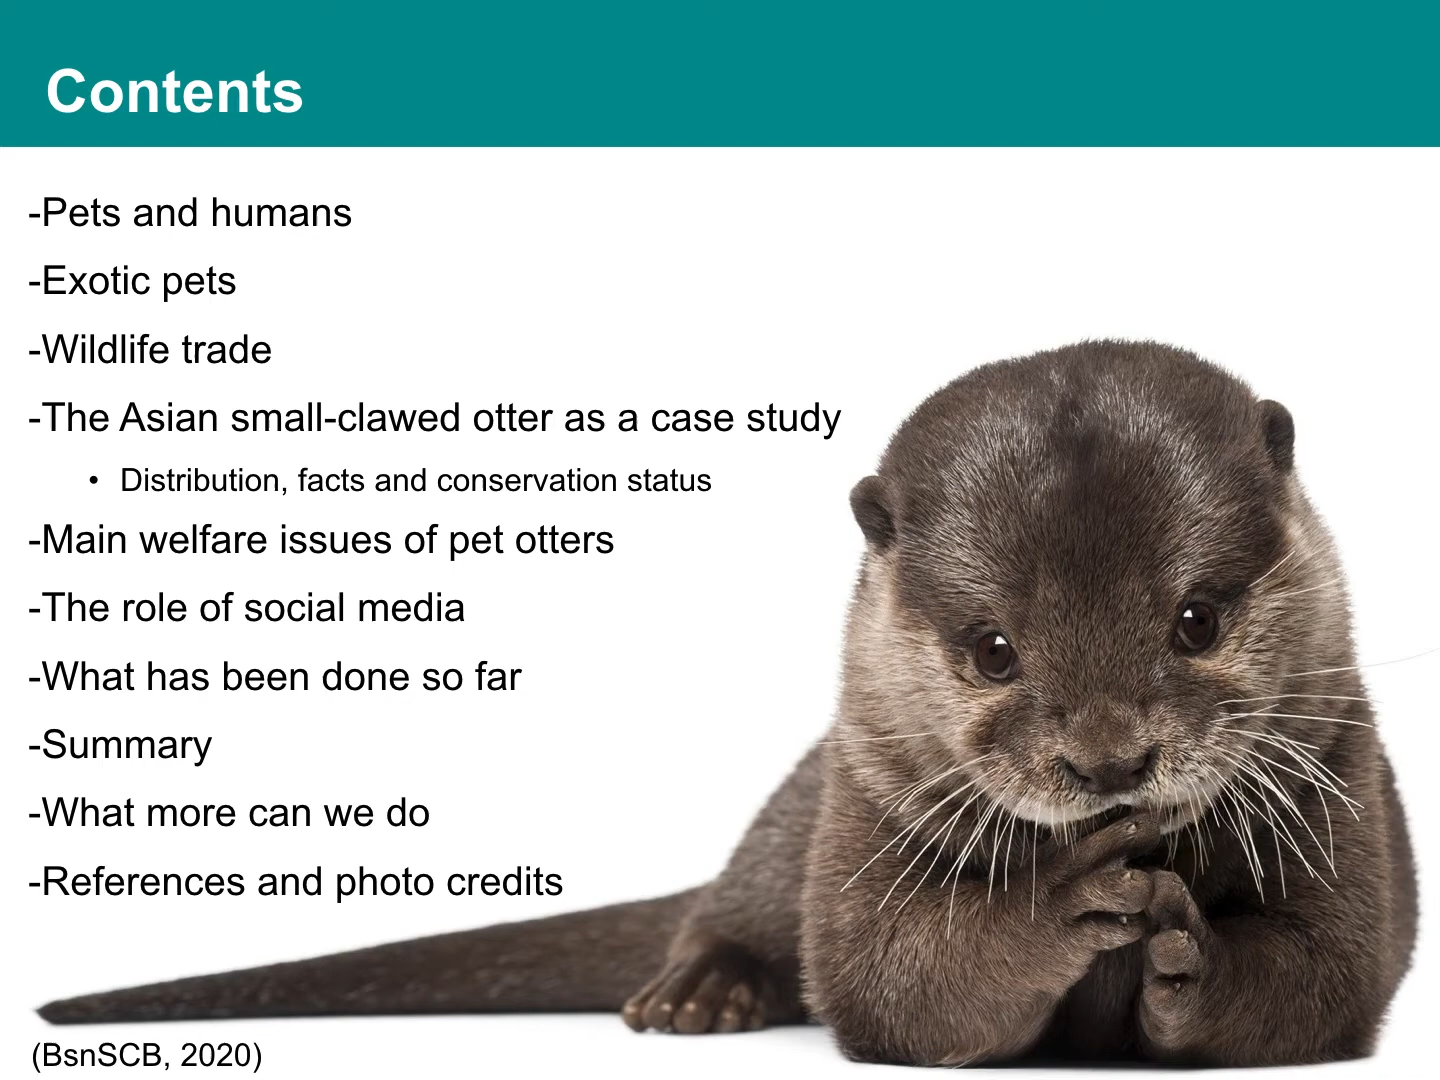 Contents
-Pets and humans
-Exotic pets
-Wildlife trade
-The Asian small-clawed otter as a case study
• Distribution, facts and conservation status
-Main welfare issues of pet otters
-The role of social media
-What has been done so far
-Summary
-What more can we do
-References and photo credits
(BsnSCB, 2020)